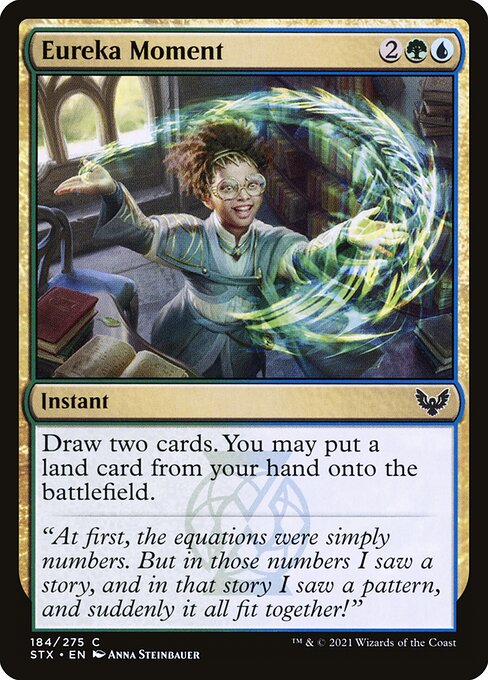 Eureka Moment 2
Instant
Draw two cards. You may put a
land card from your hand onto the
battlefield.
“At first, the equations were simply
numbers. But in those numbers I saw a
story, and in that story I saw a pattern,
and suddenly it all fit together!”
184/275 C
STX • EN Anna Steinbauer
™ & © 2021 Wizards of the Coast